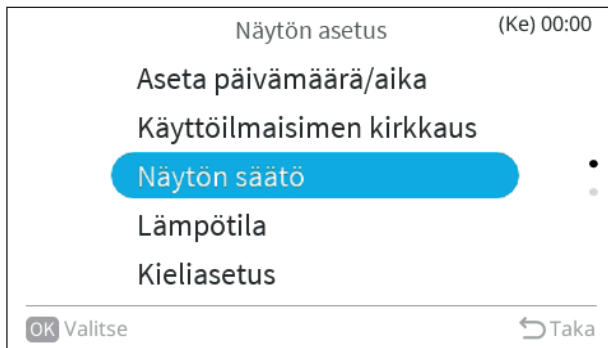 Näytön asetus
(Ke) 00:00
Aseta päivämäärä/aika
Käyttöilmaisimen kirkkaus
Näytön säätö
Lämpötila
Kieliasetus
OK Valitse
Taka